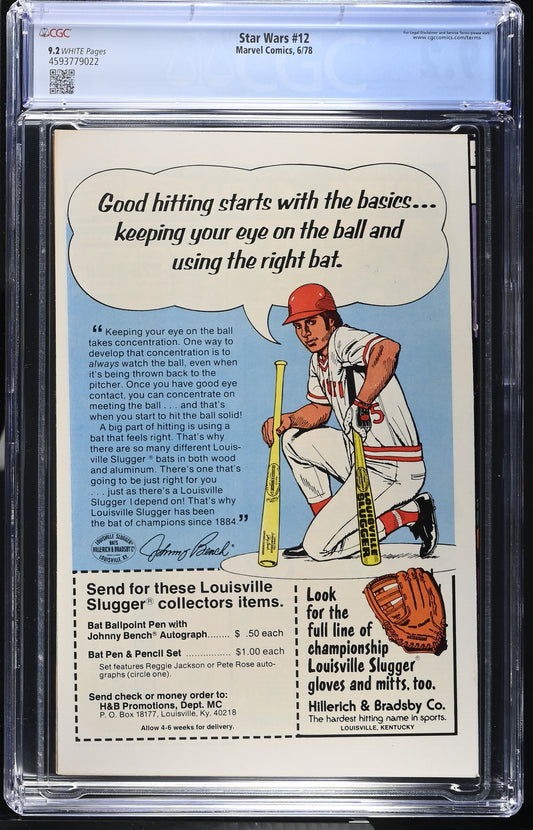 CGC
9.2 WHITE Pages
4593779022
Star Wars #12
Marvel Comics, 6/78
For Legal Disclaimer and Service Terms please visit
www.cgccomics.com/terms
Good hitting starts with the basics...
keeping your eye on the ball and
using the right bat.
“Keeping your eye on the ball
takes concentration. One way to
develop that concentration is to
always watch the ball, even when
it's being thrown back to the
pitcher. Once you have good eye
contact, you can concentrate on
meeting the ball . . . and that's
when you start to hit the ball solid!
A big part of hitting is using a
bat that feels right. That's why
there are so many different Louis-
ville Slugger® bats in both wood
and aluminum. There's one that's
going to be just right for you
. . . just as there's a Louisville
Slugger I depend on! That's why
Louisville Slugger has been
the bat of champions since 1884.”
LOUISVILLE SLUGGER
BATS
HILLERICH & BRADSBY CO
LOUISVILLE, KY.
Johnny Bench
5
LOUISVILLE
SLUGGER
Send for these Louisville
Slugger® collectors items.
Bat Ballpoint Pen with
Johnny Bench® Autograph....... $ .50 each
Bat Pen & Pencil Set ................ $1.00 each
Set features Reggie Jackson or Pete Rose auto-
graphs (circle one).
Send check or money order to:
H&B Promotions, Dept. MC
P. O. Box 18177, Louisville, Ky. 40218
Allow 4-6 weeks for delivery.
Look
for the
full line of
championship
Louisville Slugger®
gloves and mitts, too.
Hillerich & Bradsby Co.
The hardest hitting name in sports.
LOUISVILLE, KENTUCKY